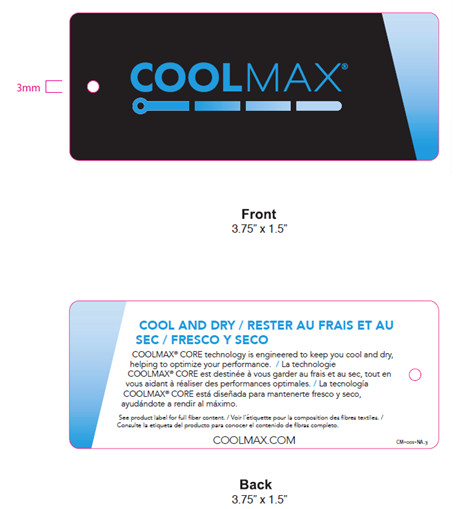 COOLMAX®
3mm
Front
3.75” x 1.5”
COOL AND DRY / RESTER AU FRAIS ET AU
SEC / FRESCO Y SECO
COOLMAX® CORE technology is engineered to keep you cool and dry,
helping to optimize your performance. / La technologie
COOLMAX® CORE est destinée à vous garder au frais et au sec, tout en
vous aidant à réaliser des performances optimales. / La tecnología
COOLMAX® CORE está diseñada para mantenerte fresco y seco,
ayudándote a rendir al máximo.
See product label for full fiber content. / Voir l'étiquette pour la composition des fibres textiles. /
Consulte la etiqueta del producto para conocer el contenido de fibras completo.
COOLMAX.COM
CM-001-NA.3
Back
3.75” x 1.5”